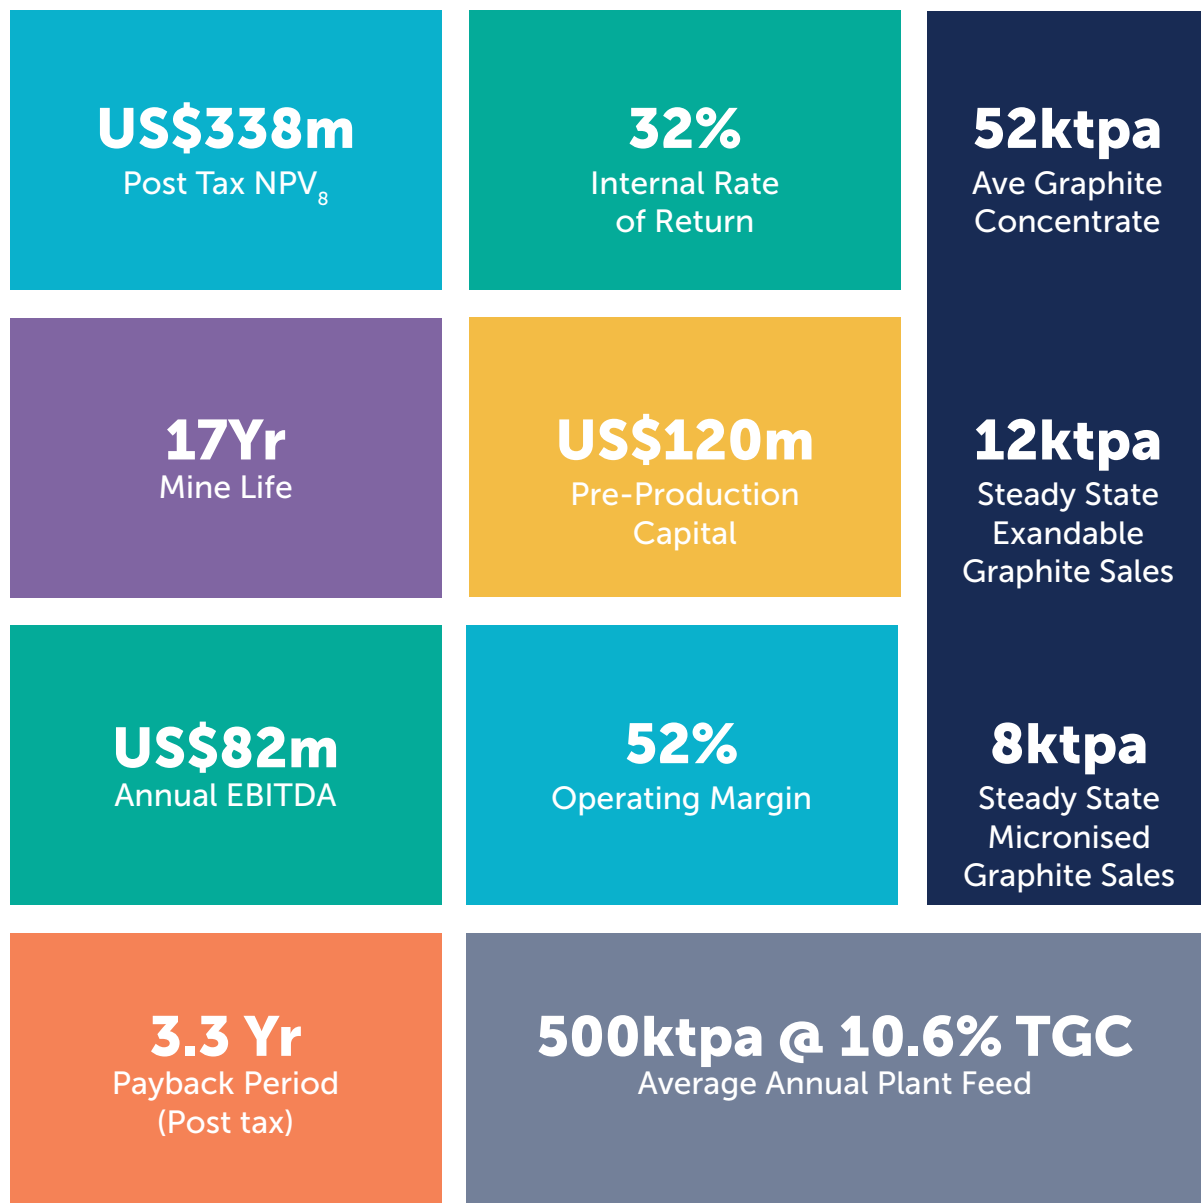 US$338m
Post Tax NPV8
32%
Internal Rate
of Return
52ktpa
Ave Graphite
Concentrate
17Yr
Mine Life
US$120m
Pre-Production
Capital
12ktpa
Steady State
Exandable
Graphite Sales
US$82m
Annual EBITDA
52%
Operating Margin
8ktpa
Steady State
Micronised
Graphite Sales
3.3 Yr
Payback Period
(Post tax)
500ktpa @ 10.6% TGC
Average Annual Plant Feed